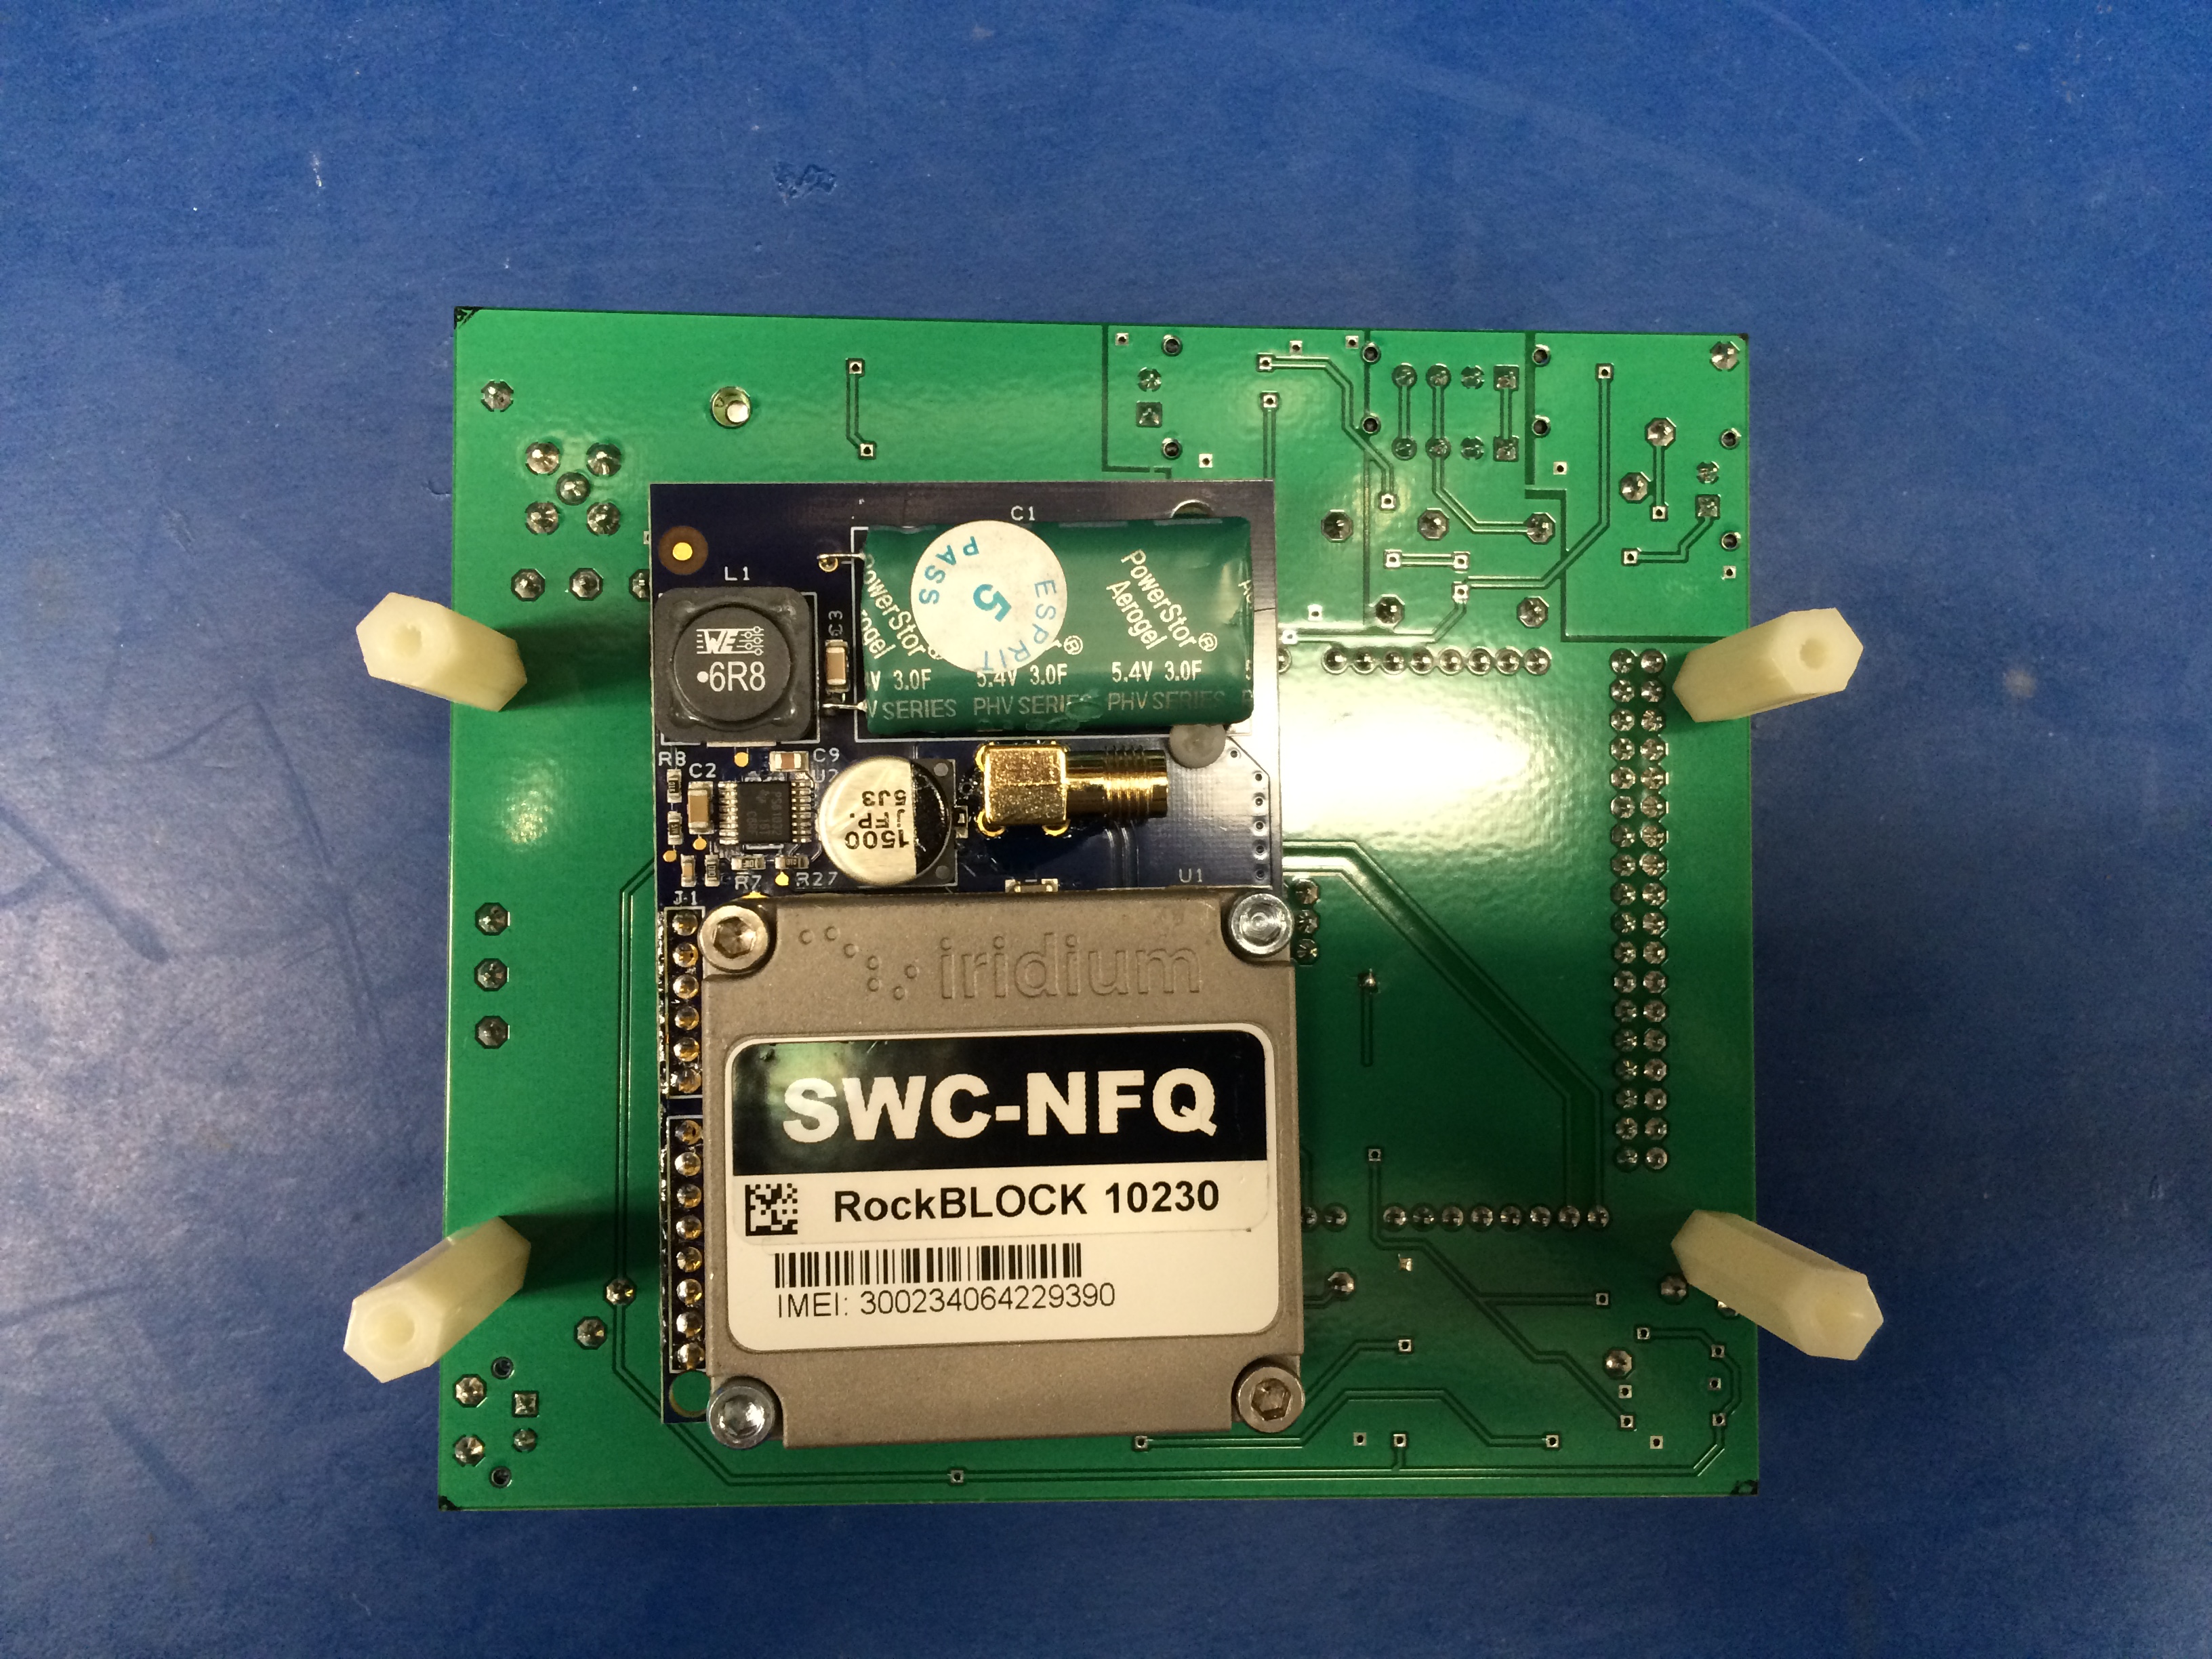 SWC-NFQ
RockBLOCK 10230
IMEI: 300234064229390
iridium
J1
R8
C2
R7
R27
C9
U1
L1
WE
6R8
C3
1500
JFP.
5J3
C1
PowerStor®
Aerogel
5.4V 3.0F
PHV SERIES
ESPRIT
5
PASS